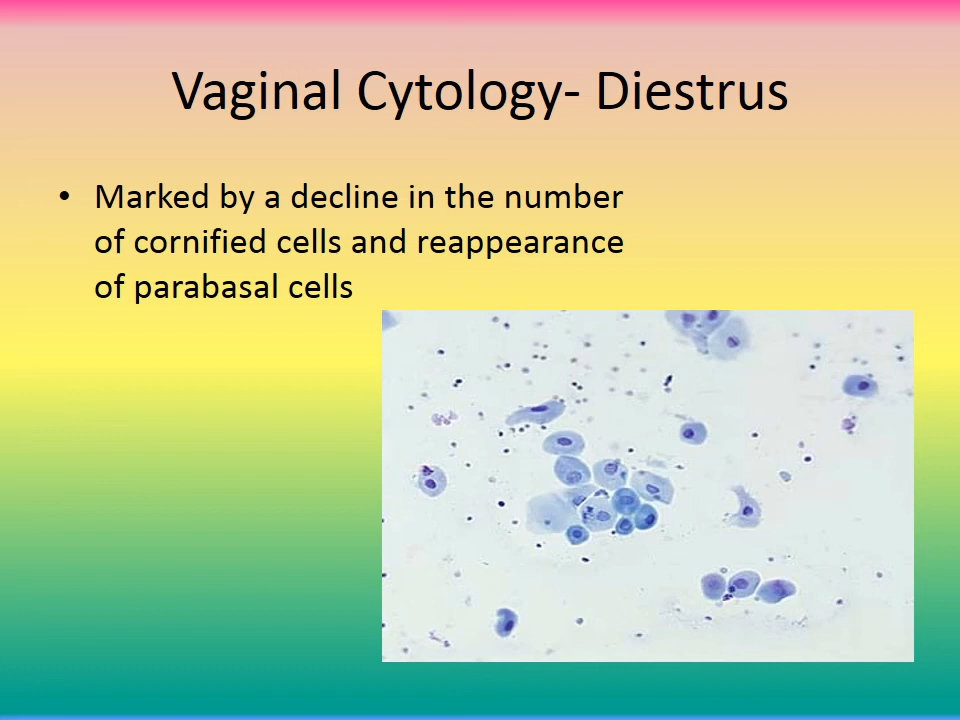 Vaginal Cytology- Diestrus
• Marked by a decline in the number
of cornified cells and reappearance
of parabasal cells